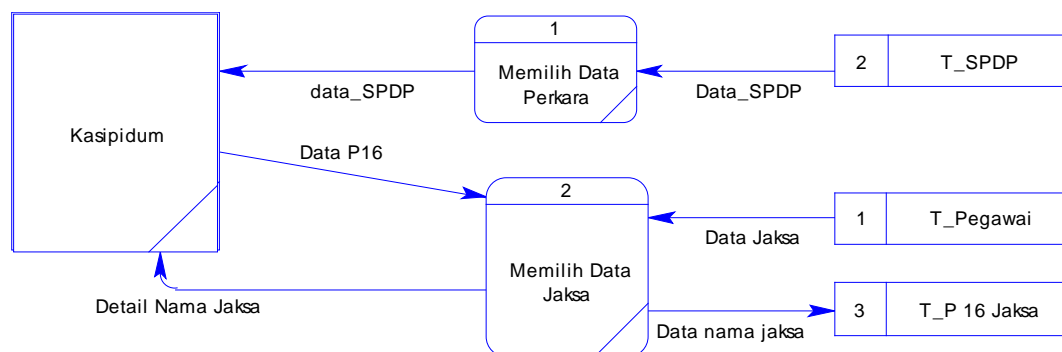 1
Memilih Data
Perkara
2 T_SPDP
data_SPDP
Data_SPDP
Kasipidum
Data P16
2
Memilih Data
Jaksa
1 T_Pegawai
Data Jaksa
Detail Nama Jaksa
3 T_P 16 Jaksa
Data nama jaksa